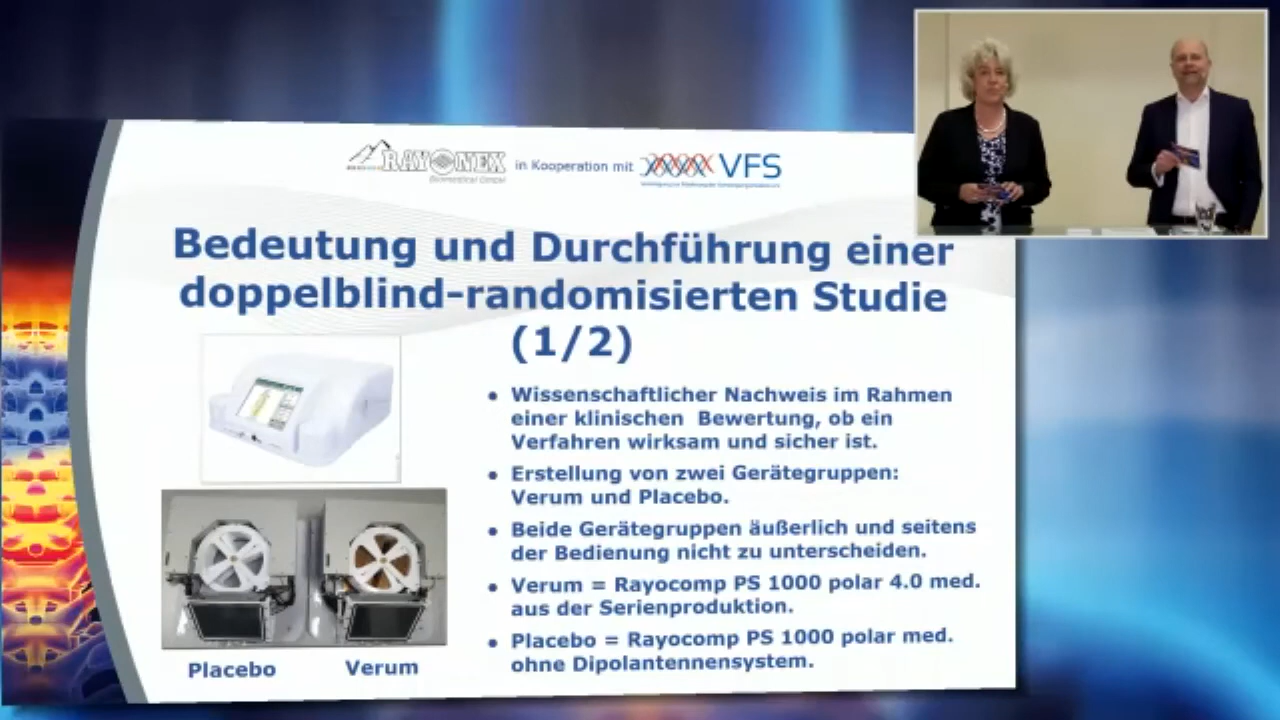 RAYONEX
Biomedical GmbH
in Kooperation mit
VFS
Bedeutung und Durchführung einer
doppelblind-randomisierten Studie
(1/2)
• Wissenschaftlicher Nachweis im Rahmen
einer klinischen Bewertung, ob ein
Verfahren wirksam und sicher ist.
• Erstellung von zwei Gerätegruppen:
Verum und Placebo.
• Beide Gerätegruppen äußerlich und seitens
der Bedienung nicht zu unterscheiden.
• Verum = Rayocomp PS 1000 polar 4.0 med.
aus der Serienproduktion.
• Placebo = Rayocomp PS 1000 polar med.
ohne Dipolantennensystem.
Placebo
Verum